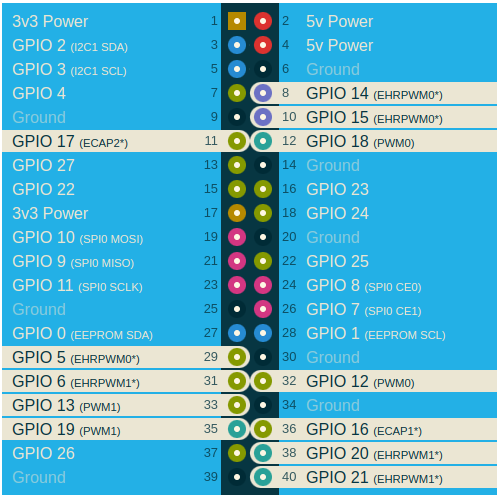 3v3 Power 1 2 5v Power
GPIO 2 (I2C1 SDA) 3 4 5v Power
GPIO 3 (I2C1 SCL) 5 6 Ground
GPIO 4 7 8 GPIO 14 (EHRPWM0*)
Ground 9 10 GPIO 15 (EHRPWM0*)
GPIO 17 (ECAP2*) 11 12 GPIO 18 (PWM0)
GPIO 27 13 14 Ground
GPIO 22 15 16 GPIO 23
3v3 Power 17 18 GPIO 24
GPIO 10 (SPI0 MOSI) 19 20 Ground
GPIO 9 (SPI0 MISO) 21 22 GPIO 25
GPIO 11 (SPI0 SCLK) 23 24 GPIO 8 (SPI0 CE0)
Ground 25 26 GPIO 7 (SPI0 CE1)
GPIO 0 (EEPROM SDA) 27 28 GPIO 1 (EEPROM SCL)
GPIO 5 (EHRPWM0*) 29 30 Ground
GPIO 6 (EHRPWM1*) 31 32 GPIO 12 (PWM0)
GPIO 13 (PWM1) 33 34 Ground
GPIO 19 (PWM1) 35 36 GPIO 16 (ECAP1*)
GPIO 26 37 38 GPIO 20 (EHRPWM1*)
Ground 39 40 GPIO 21 (EHRPWM1*)